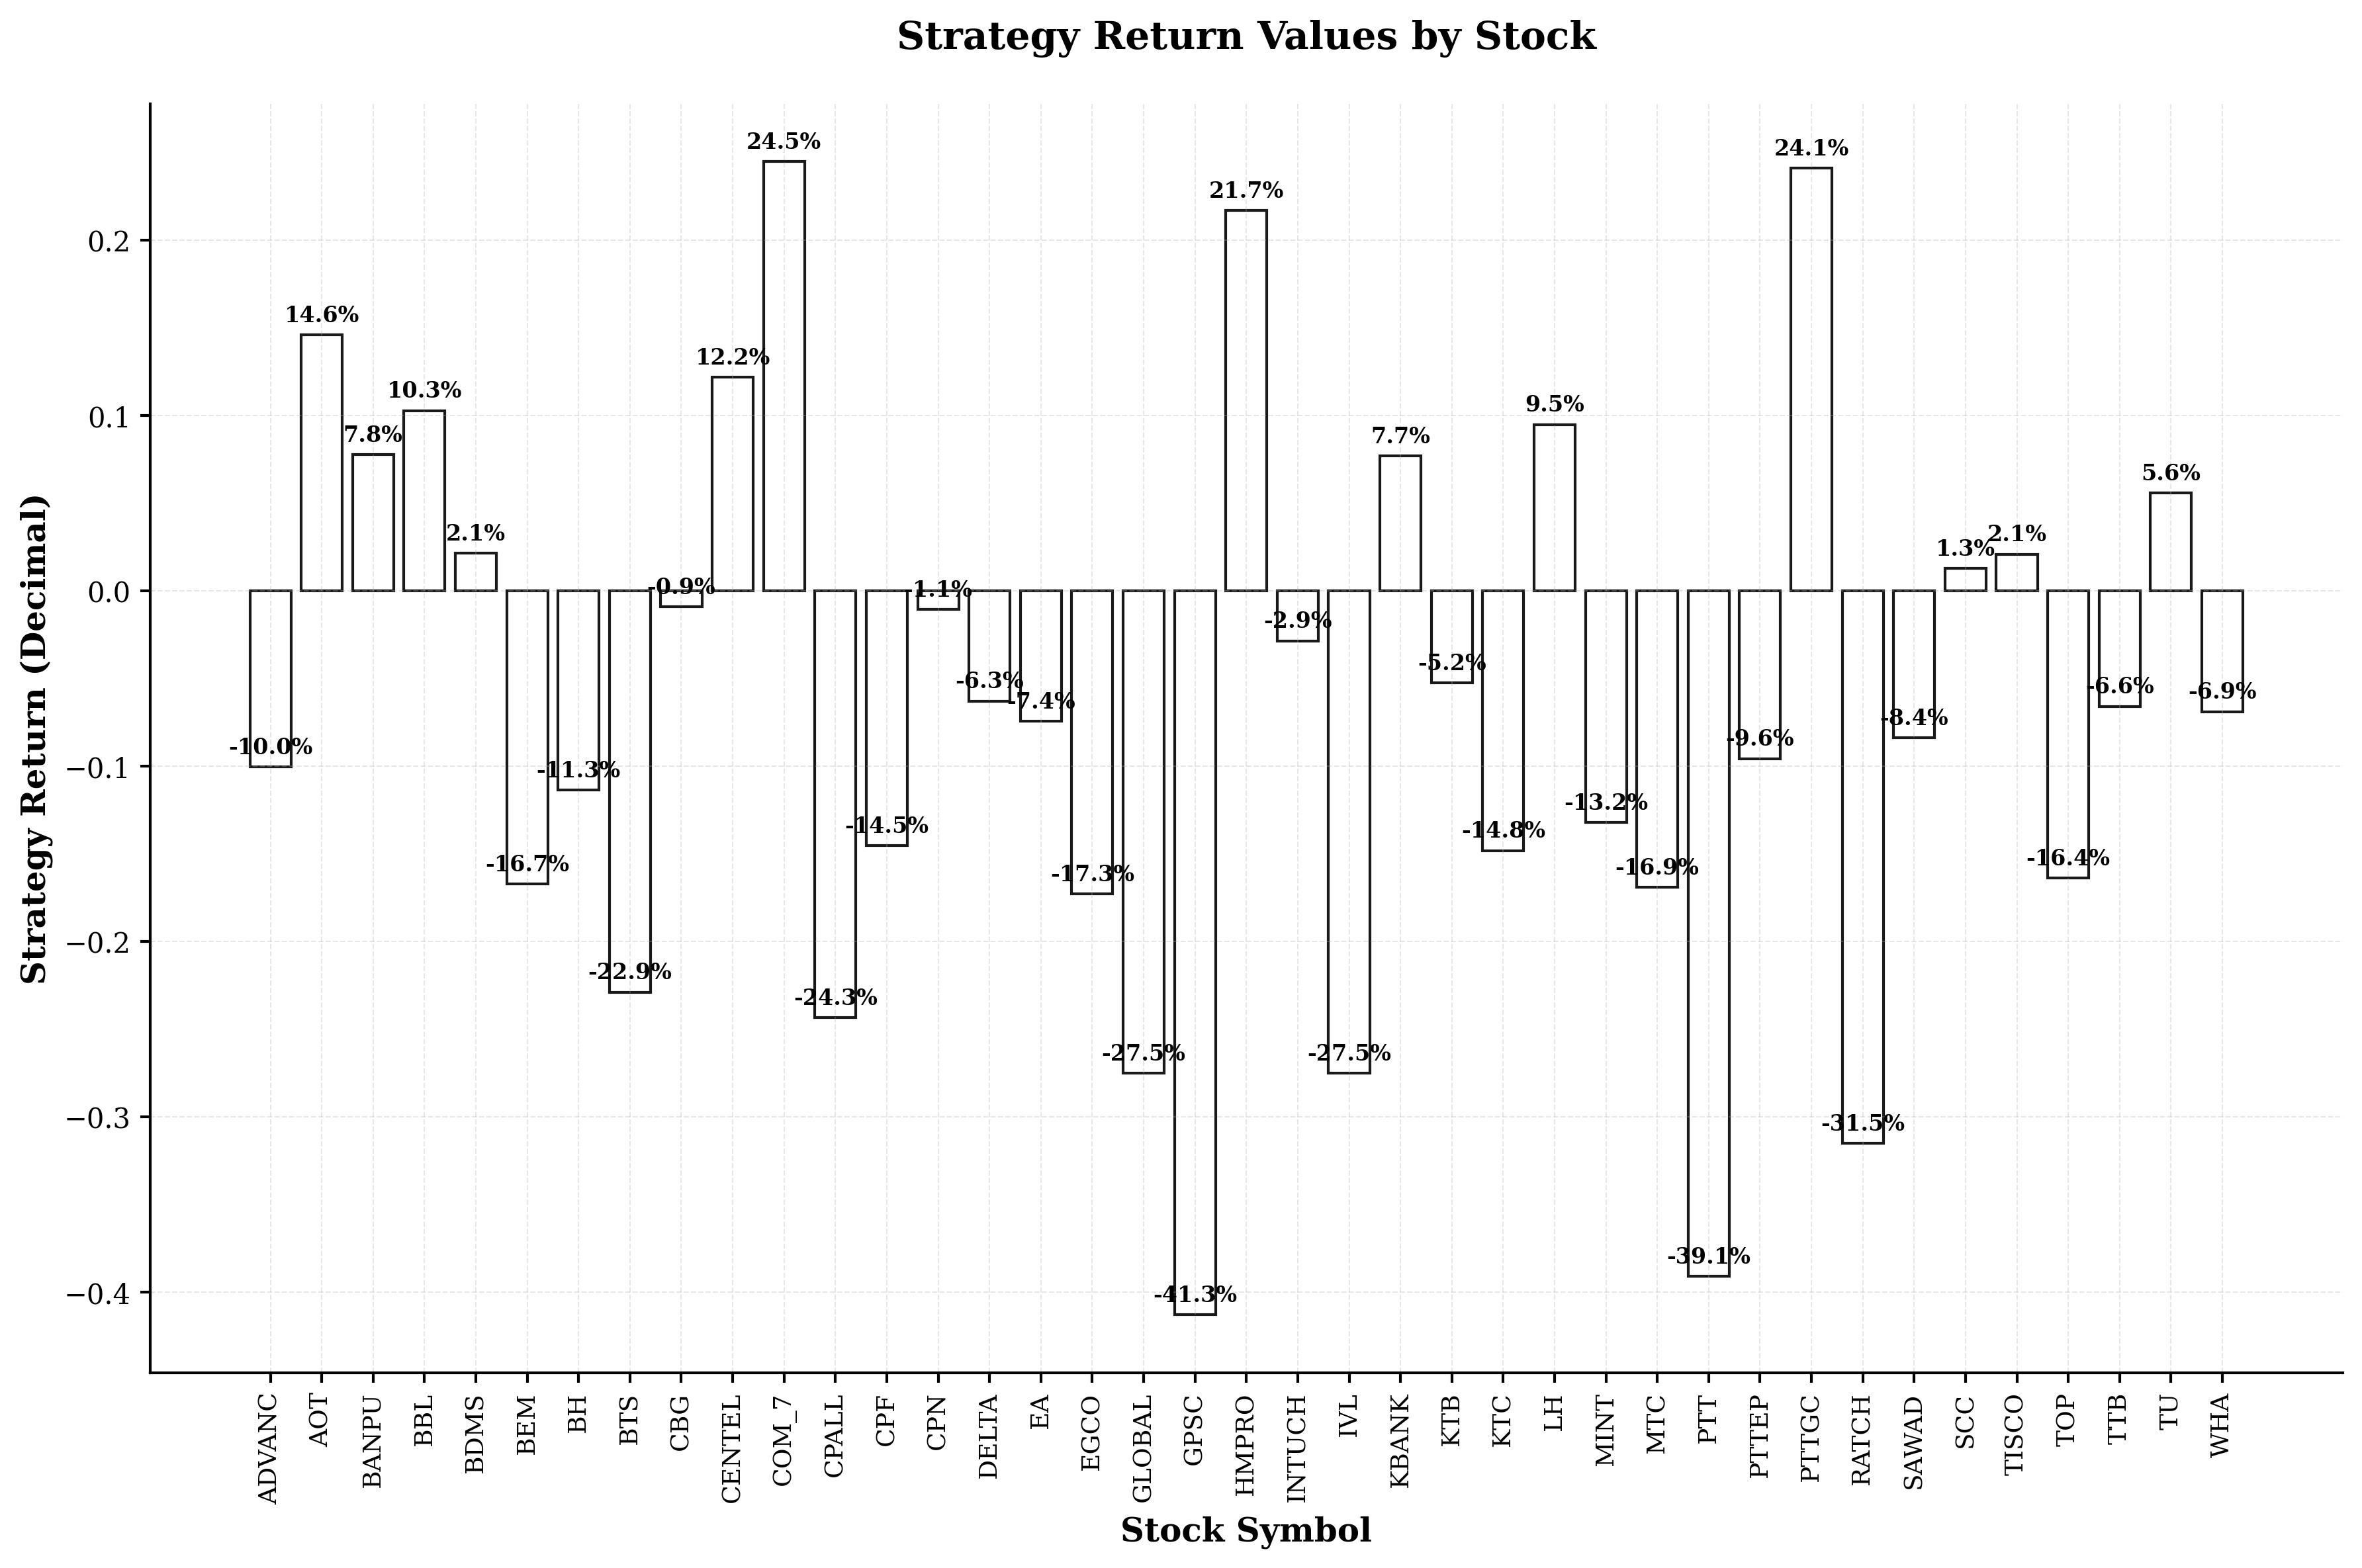 Strategy Return Values by Stock
Strategy Return (Decimal)
0.2
0.1
0.0
−0.1
−0.2
−0.3
−0.4
-10.0%
14.6%
7.8%
10.3%
2.1%
-16.7%
-11.3%
-22.9%
-0.9%
12.2%
24.5%
-24.3%
-14.5%
-1.1%
-6.3%
-7.4%
-17.3%
-27.5%
-41.3%
21.7%
-2.9%
-27.5%
7.7%
-5.2%
-14.8%
9.5%
-13.2%
-16.9%
-39.1%
-9.6%
24.1%
-31.5%
-8.4%
1.3%
2.1%
-16.4%
-6.6%
5.6%
-6.9%
ADVANC
AOT
BANPU
BBL
BDMS
BEM
BH
BTS
CBG
CENTEL
COM_7
CPALL
CPF
CPN
DELTA
EA
EGCO
GLOBAL
GPSC
HMPRO
INTUCH
IVL
KBANK
KTB
KTC
LH
MINT
MTC
PTT
PTTEP
PTTGC
RATCH
SAWAD
SCC
TISCO
TOP
TTB
TU
WHA
Stock Symbol